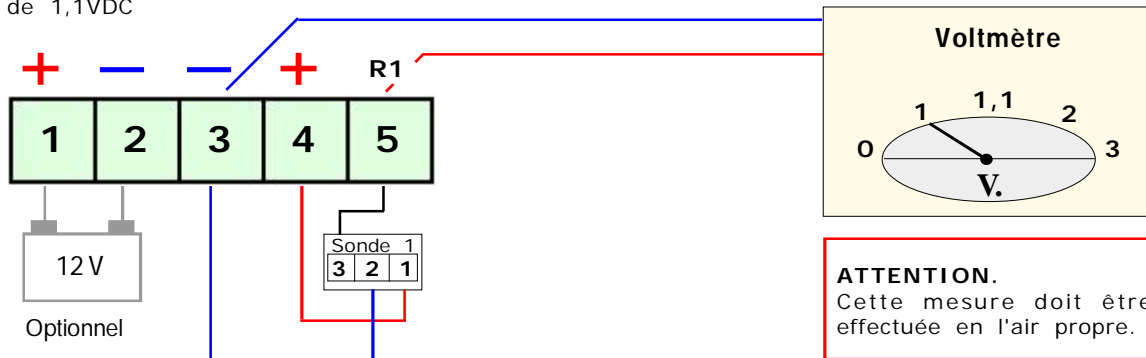 de 1,1VDC
Voltmètre
+ − − + R1
1 2 3 4 5
0 1 1,1 2 3
V.
Sonde 1
3 2 1
12 V
Optionnel
ATTENTION.
Cette mesure doit être
effectuée en l'air propre.